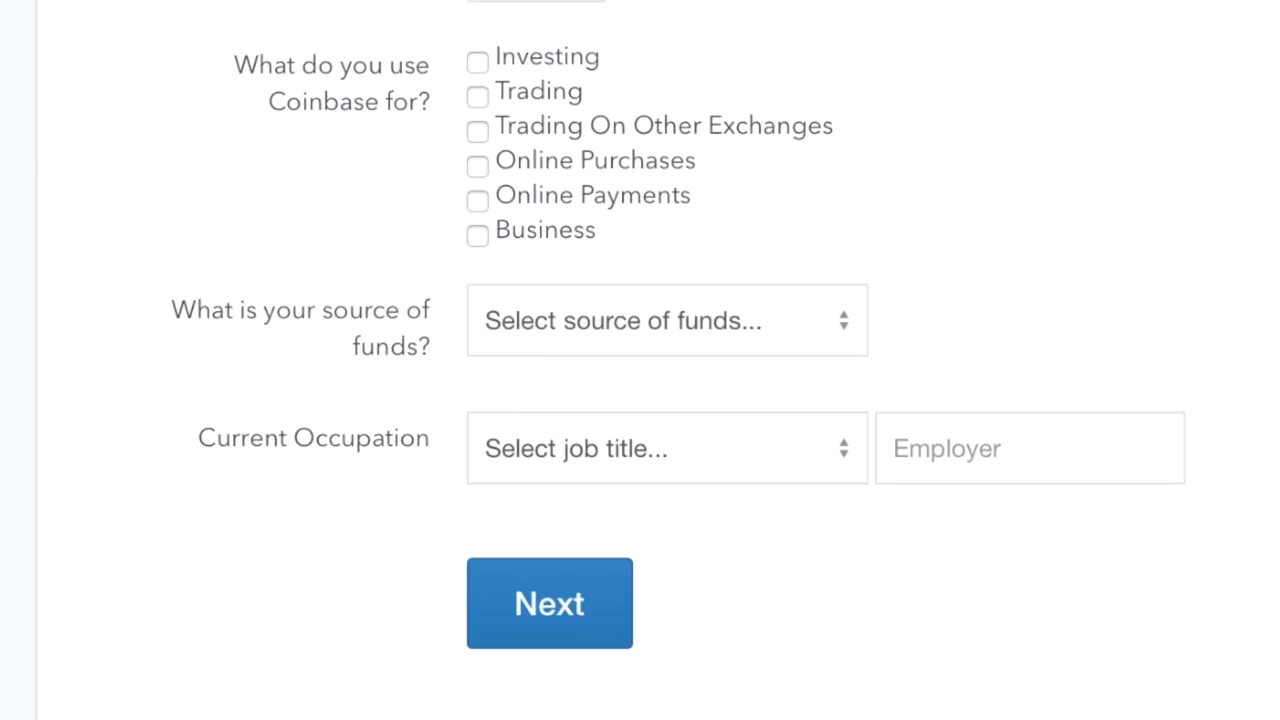 What do you use
Coinbase for?
Investing
Trading
Trading On Other Exchanges
Online Purchases
Online Payments
Business
What is your source of
funds?
Select source of funds...
Current Occupation
Select job title...
Employer
Next